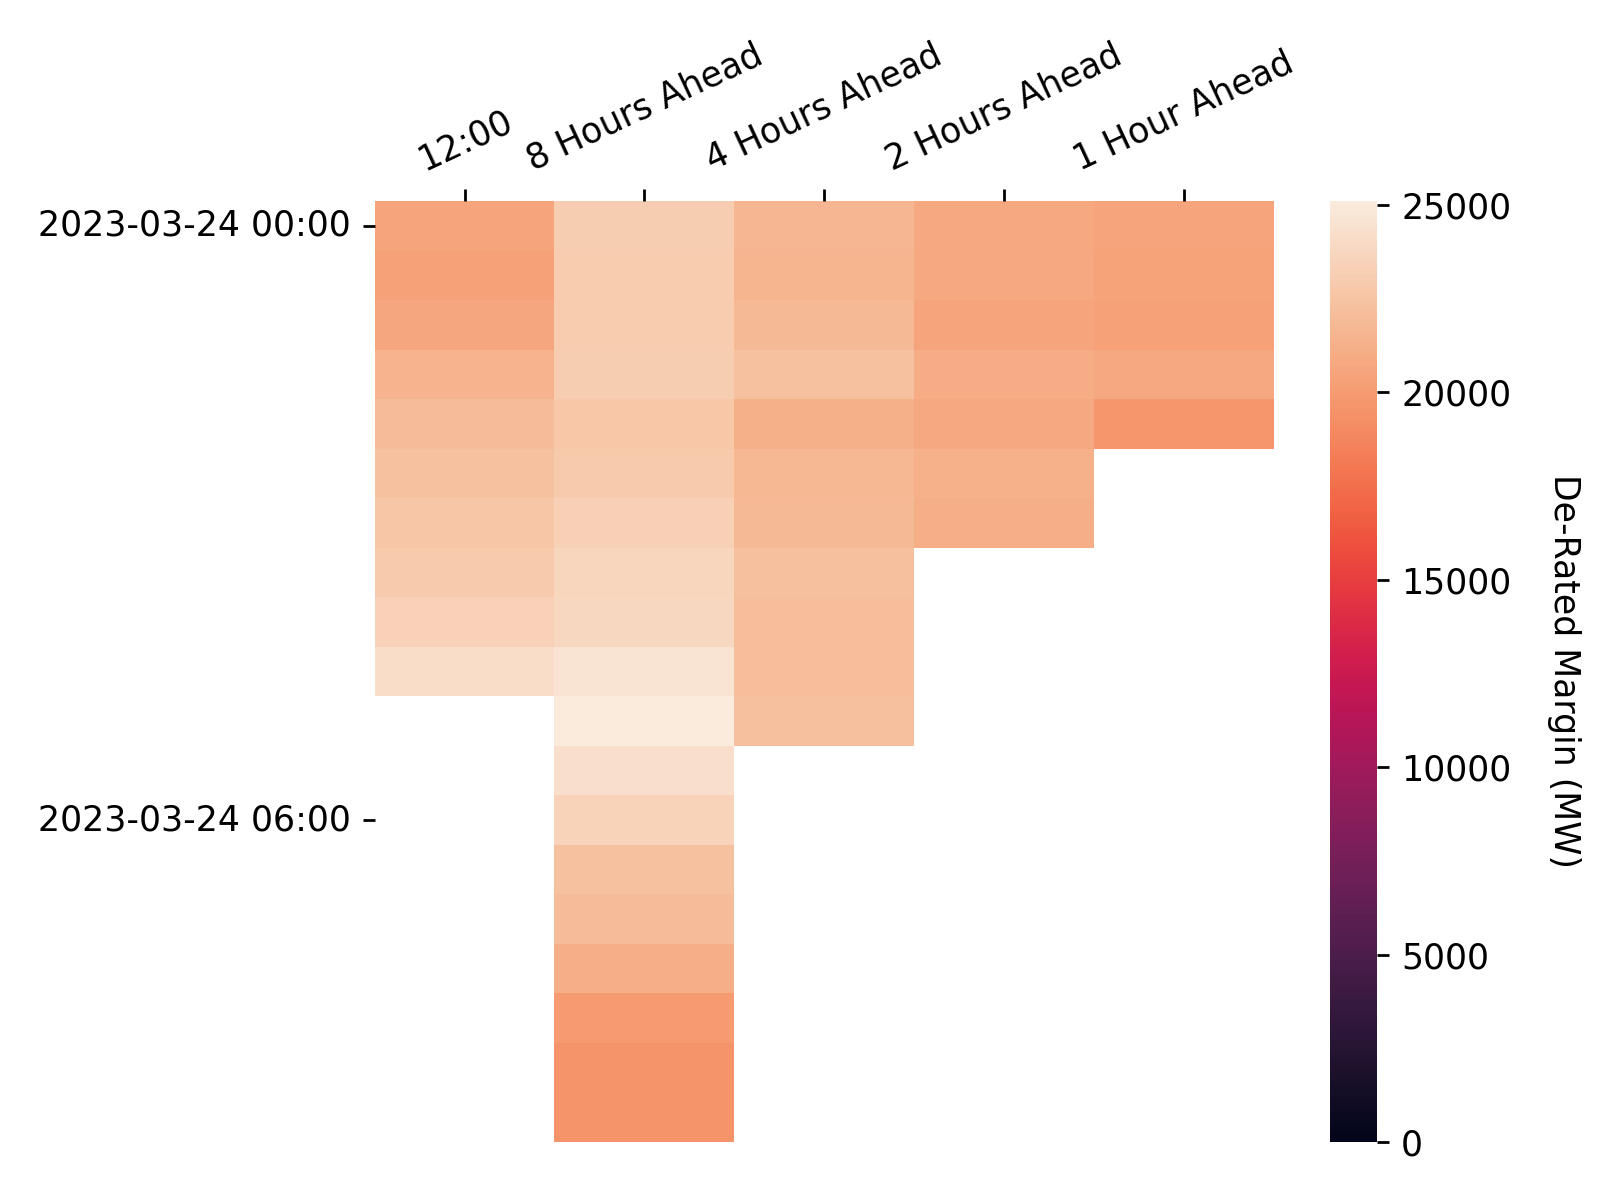 12:00
8 Hours Ahead
4 Hours Ahead
2 Hours Ahead
1 Hour Ahead
2023-03-24 00:00
2023-03-24 06:00
25000
20000
15000
10000
5000
0
De-Rated Margin (MW)